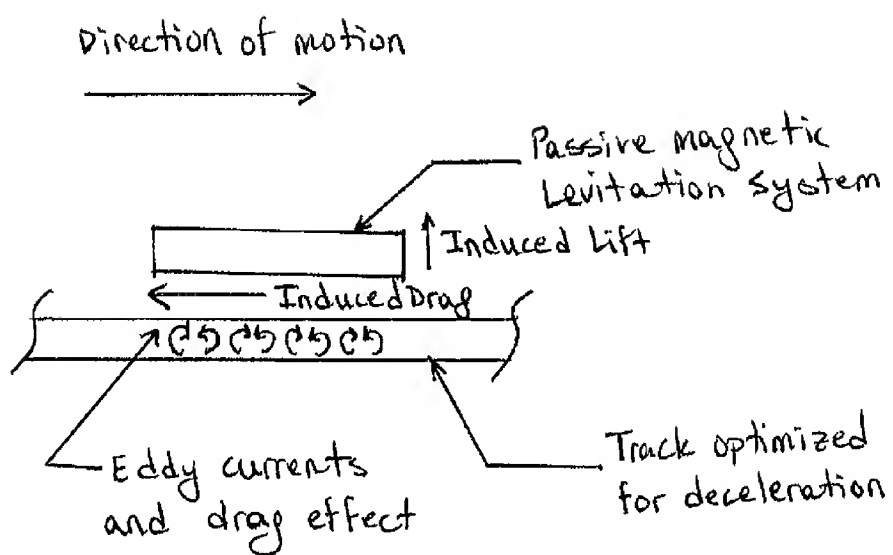 Direction of motion
Passive magnetic
Levitation system
Induced Lift
Induced Drag
Eddy currents
and drag effect
Track optimized
for deceleration